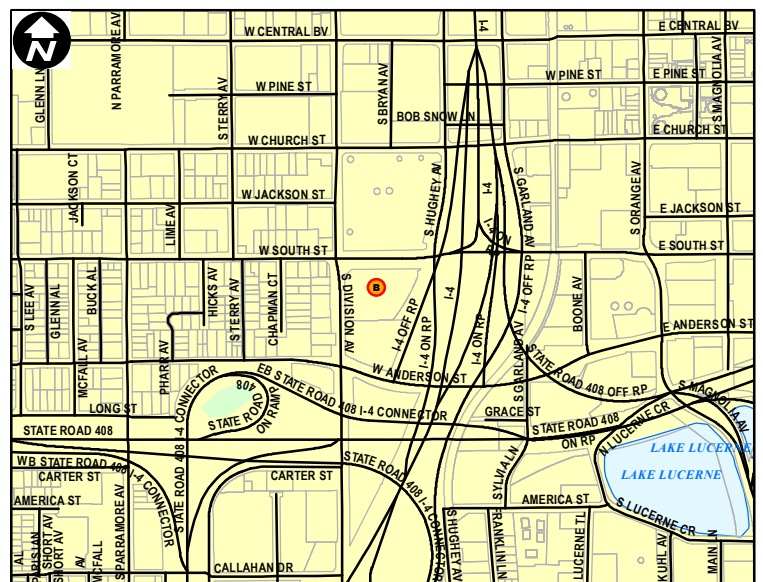 N
W CENTRAL BV
I-4
E CENTRAL BV
GLENN LN
N PARRAMORE AV
S TERRY AV
W PINE ST
S BRYAN AV
W PINE ST
E PINE ST
S MAGNOLIA AV
BOB SNOW LN
W CHURCH ST
E CHURCH ST
JACKSON CT
LIME AV
W JACKSON ST
S HUGHEY AV
I-4
S GARLAND AV
S ORANGE AV
E JACKSON ST
W SOUTH ST
I-4 ON
RP
E SOUTH ST
S LEE AV
GLENN AL
BUCK AL
MCFALL AV
PHARR AV
HICKS AV
S TERRY AV
CHAPMAN CT
S DIVISION AV
B
I-4 OFF RP
I-4 ON RP
I-4
I-4 ON RP
I-4 OFF RP
S GARLAND AV
BOONE AV
E ANDERSON ST
W ANDERSON ST
STATE ROAD 408 OFF RP
S MAGNOLIA AV
EB STATE ROAD 408 I-4 CONNECTOR
408
STATE ROAD
ON RAMP
LONG ST
GRACE ST
STATE ROAD 408
STATE ROAD 408
ON RP
N LUCERNE CR
LAKE LUCERNE
LAKE LUCERNE
WB STATE ROAD 408 I-4 CONNECTOR
STATE ROAD 408 I-4 CONNECTOR
STATE ROAD 408 I-4 CONNECTOR
CARTER ST
CARTER ST
SYLVIA LN
AMERICA ST
AMERICA ST
S LUCERNE CR
AL
PARISIAN
SHORT AV
SHORT AV
AV
MCFALL
S PARRAMORE AV
CALLAHAN DR
S HUGHEY AV
FRANKLIN LN
LUCERNE TL
KUHL AV
MAIN LN